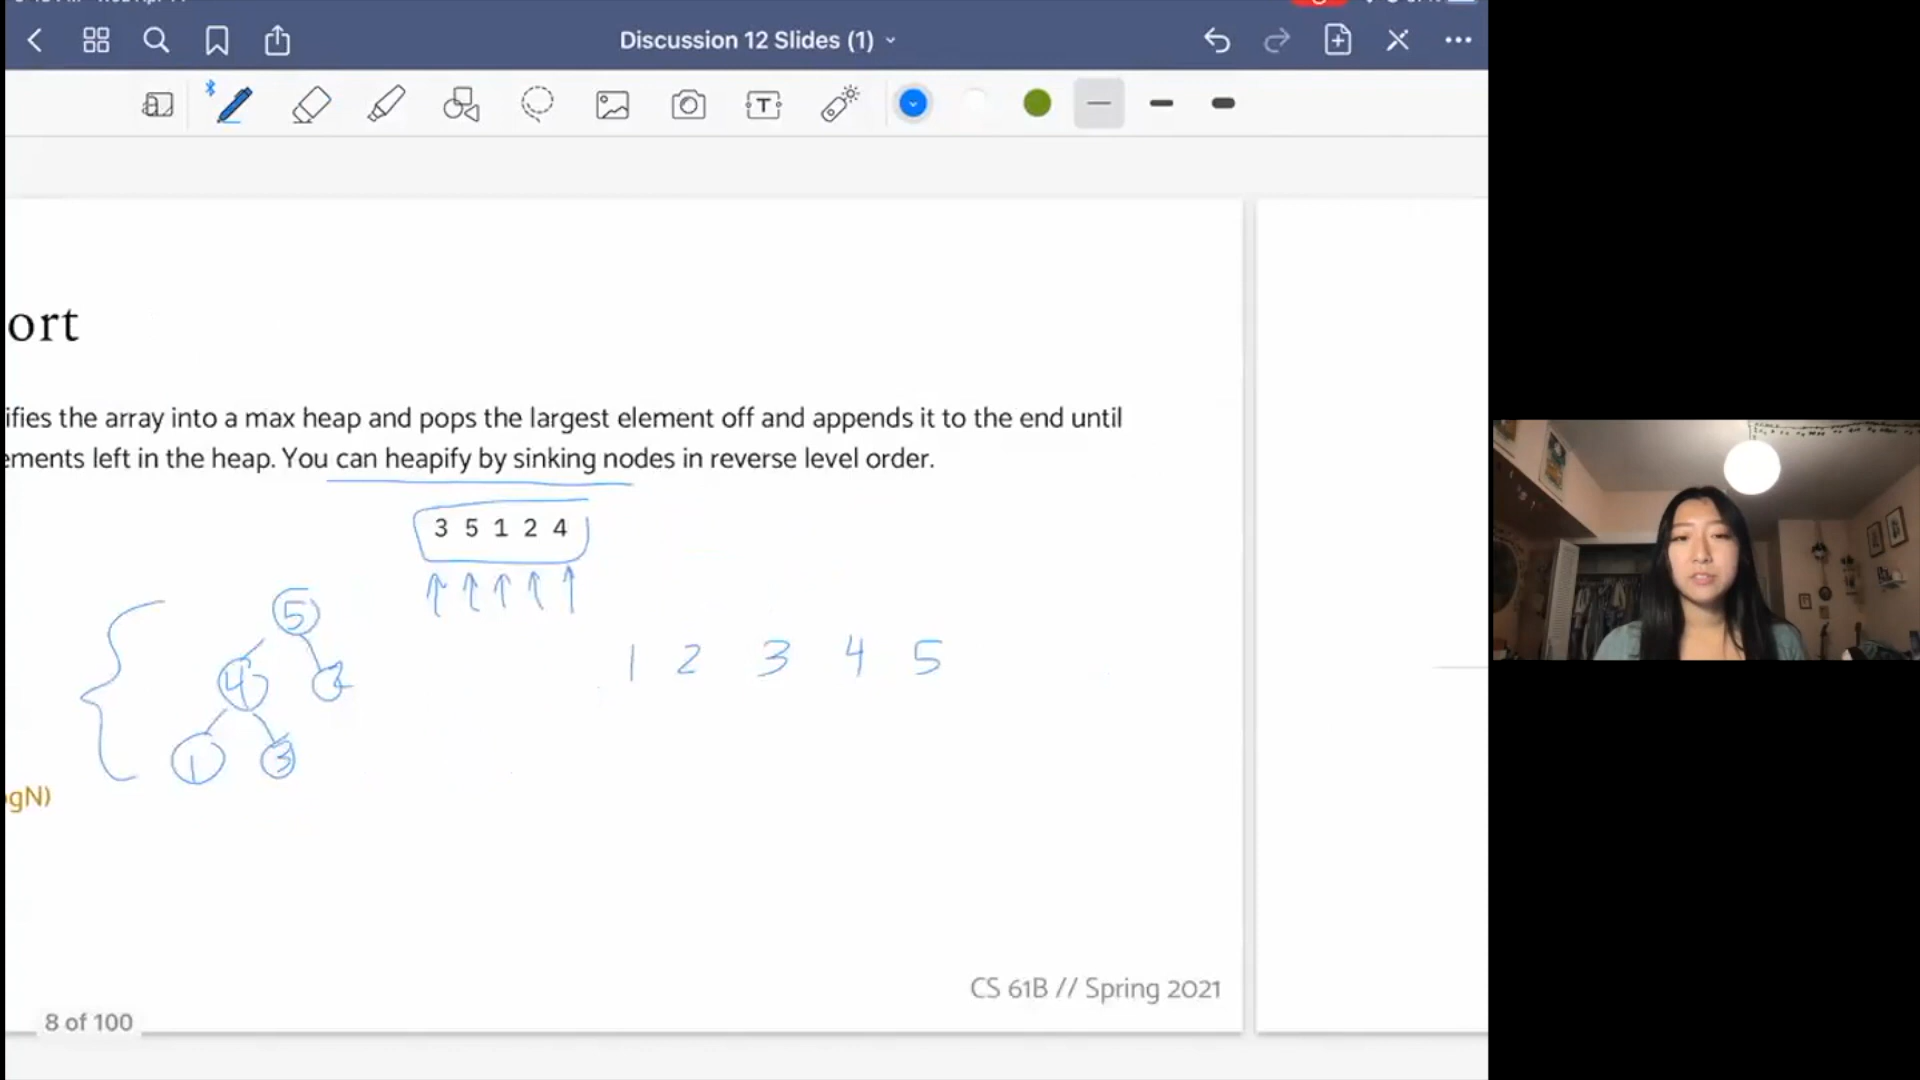 Discussion 12 Slides (1)
T
ort
ifies the array into a max heap and pops the largest element off and appends it to the end until
ements left in the heap. You can heapify by sinking nodes in reverse level order.
3 5 1 2 4
5
4 2
1 3
1 2 3 4 5
ogN)
CS 61B // Spring 2021
8 of 100